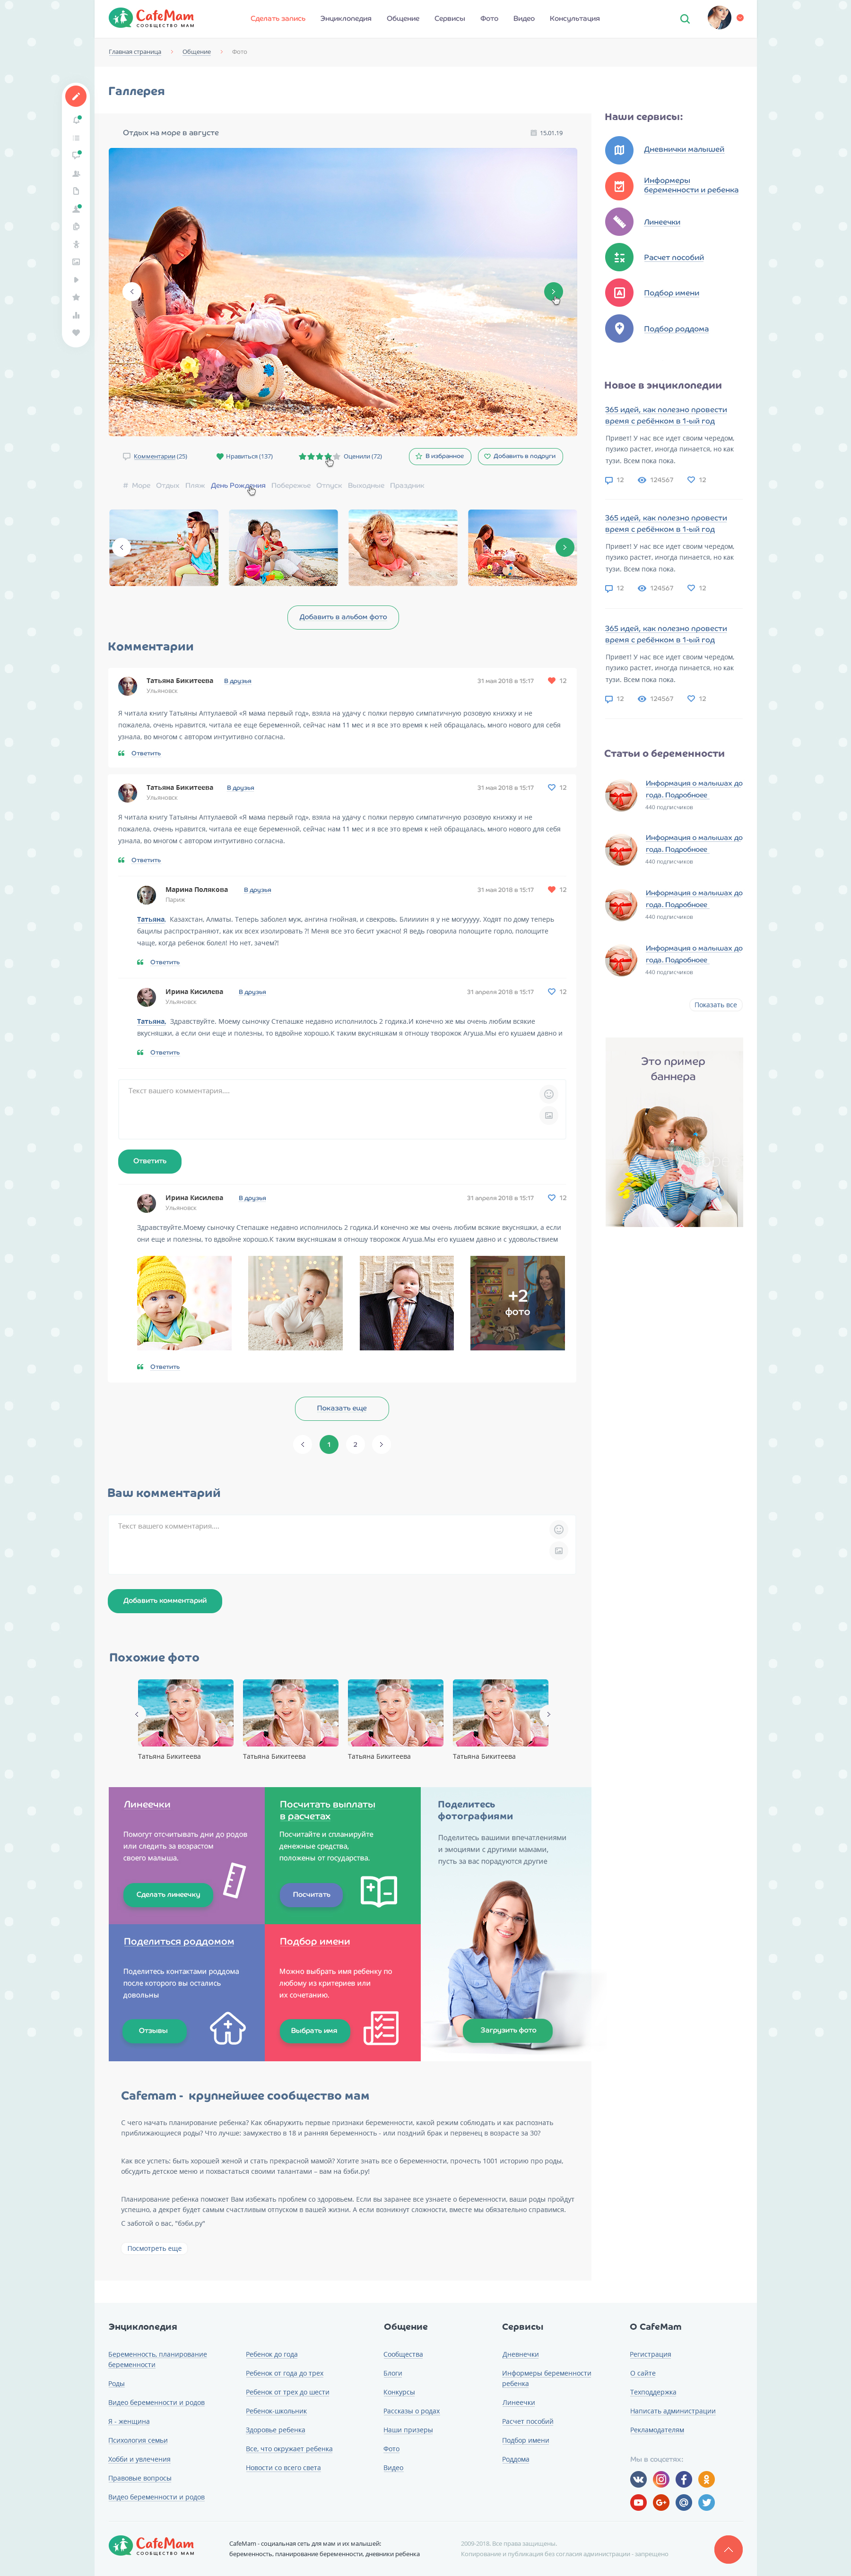 CafeMam
СООБЩЕСТВО МАМ
Сделать запись Энциклопедия Общение Сервисы Фото Видео Консультация
Главная страница Общение Фото
Галлерея
Отдых на море в августе 15.01.19
Комментарии (25) Нравиться (137) Оценили (72) В избранное Добавить в подруги
# Море Отдых Пляж День Рождения Побережье Отпуск Выходные Праздник
Добавить в альбом фото
Комментарии
Татьяна Бикитеева В друзья 31 мая 2018 в 15:17 12
Ульяновск
Я читала книгу Татьяны Аптулаевой «Я мама первый год», взяла на удачу с полки первую симпатичную розовую книжку и не
пожалела, очень нравится, читала ее еще беременной, сейчас нам 11 мес и я все это время к ней обращалась, много нового для себя
узнала, во многом с автором интуитивно согласна.
Ответить
Татьяна Бикитеева В друзья 31 мая 2018 в 15:17 12
Ульяновск
Я читала книгу Татьяны Аптулаевой «Я мама первый год», взяла на удачу с полки первую симпатичную розовую книжку и не
пожалела, очень нравится, читала ее еще беременной, сейчас нам 11 мес и я все это время к ней обращалась, много нового для себя
узнала, во многом с автором интуитивно согласна.
Ответить
Марина Полякова В друзья 31 мая 2018 в 15:17 12
Париж
Татьяна, Казахстан, Алматы. Теперь заболел муж, ангина гнойная, и свекровь. Блииинн я у не могуууу. Ходят по дому теперь
бацилы распространяют, как их всех изолировать ?! Меня все это бесит ужасно! Я ведь говорила полощите горло, полощите
чаще, когда ребенок болел! Но нет, зачем?!
Ответить
Ирина Кисилева В друзья 31 апреля 2018 в 15:17 12
Ульяновск
Татьяна, Здравствуйте. Моему сыночку Степашке недавно исполнилось 2 годика.И конечно же мы очень любим всякие
вкусняшки, а если они еще и полезны, то вдвойне хорошо.К таким вкусняшкам я отношу творожок Агуша.Мы его кушаем давно и
Ответить
Текст вашего комментария....
Ответить
Ирина Кисилева В друзья 31 апреля 2018 в 15:17 12
Ульяновск
Здравствуйте.Моему сыночку Степашке недавно исполнилось 2 годика.И конечно же мы очень любим всякие вкусняшки, а если
они еще и полезны, то вдвойне хорошо.К таким вкусняшкам я отношу творожок Агуша.Мы его кушаем давно и с удовольствием
+2
фото
Ответить
Показать еще
1 2
Ваш комментарий
Текст вашего комментария....
Добавить комментарий
Похожие фото
Татьяна Бикитеева Татьяна Бикитеева Татьяна Бикитеева Татьяна Бикитеева
Линеечки
Помогут отсчитывать дни до родов
или следить за возрастом
своего малыша.
Сделать линеечку
Посчитать выплаты
в расчетах
Посчитайте и спланируйте
денежные средства,
положены от государства.
Посчитать
Поделитесь
фотографиями
Поделитесь вашими впечатлениями
и эмоциями с другими мамами,
пусть за вас порадуются другие
Загрузить фото
Поделиться роддомом
Поделитесь контактами роддома
после которого вы остались
довольны
Отзывы
Подбор имени
Можно выбрать имя ребенку по
любому из критериев или
их сочетанию.
Выбрать имя
Cafemam - крупнейшее сообщество мам
С чего начать планирование ребенка? Как обнаружить первые признаки беременности, какой режим соблюдать и как распознать
приближающиеся роды? Что лучше: замужество в 18 и ранняя беременность - или поздний брак и первенец в возрасте за 30?
Как все успеть; быть хорошей женой и стать прекрасной мамой? Хотите знать все о беременности, прочесть 1001 историю про роды,
обсудить детское меню и похвастаться своими талантами – вам на бэби.ру!
Планирование ребенка поможет Вам избежать проблем со здоровьем. Если вы заранее все узнаете о беременности, ваши роды пройдут
успешно, а декрет будет самым счастливым отпуском в вашей жизни. А если возникнут сложности, вместе мы обязательно справимся.
С заботой о вас, "бэби.ру"
Посмотреть еще
Наши сервисы:
Дневнички малышей
Информеры
беременности и ребенка
Линеечки
Расчет пособий
Подбор имени
Подбор роддома
Новое в энциклопедии
365 идей, как полезно провести
время с ребёнком в 1-ый год
Привет! У нас все идет своим чередом,
пузико растет, иногда пинается, но как
тузи. Всем пока пока.
12 124567 12
365 идей, как полезно провести
время с ребёнком в 1-ый год
Привет! У нас все идет своим чередом,
пузико растет, иногда пинается, но как
тузи. Всем пока пока.
12 124567 12
365 идей, как полезно провести
время с ребёнком в 1-ый год
Привет! У нас все идет своим чередом,
пузико растет, иногда пинается, но как
тузи. Всем пока пока.
12 124567 12
Статьи о беременности
Информация о малышах до
года. Подробноее
440 подписчиков
Информация о малышах до
года. Подробноее
440 подписчиков
Информация о малышах до
года. Подробноее
440 подписчиков
Информация о малышах до
года. Подробноее
440 подписчиков
Показать все
Это пример
баннера
Энциклопедия
Беременность, планирование
беременности
Роды
Видео беременности и родов
Я - женщина
Психология семьи
Хобби и увлечения
Правовые вопросы
Видео беременности и родов
Ребенок до года
Ребенок от года до трех
Ребенок от трех до шести
Ребенок-школьник
Здоровье ребенка
Все, что окружает ребенка
Новости со всего света
Общение
Сообщества
Блоги
Конкурсы
Рассказы о родах
Наши призеры
Фото
Видео
Сервисы
Дневнечки
Информеры беременности
ребенка
Линеечки
Расчет пособий
Подбор имени
Роддома
О CafeMam
Регистрация
О сайте
Техподдержка
Написать администрации
Рекламодателям
Мы в соцсетях:
CafeMam
СООБЩЕСТВО МАМ
CafeMam - социальная сеть для мам и их малышей:
беременность, планирование беременности, дневники ребенка
2009-2018. Все права защищены.
Копирование и публикация без согласия администрации - запрещено